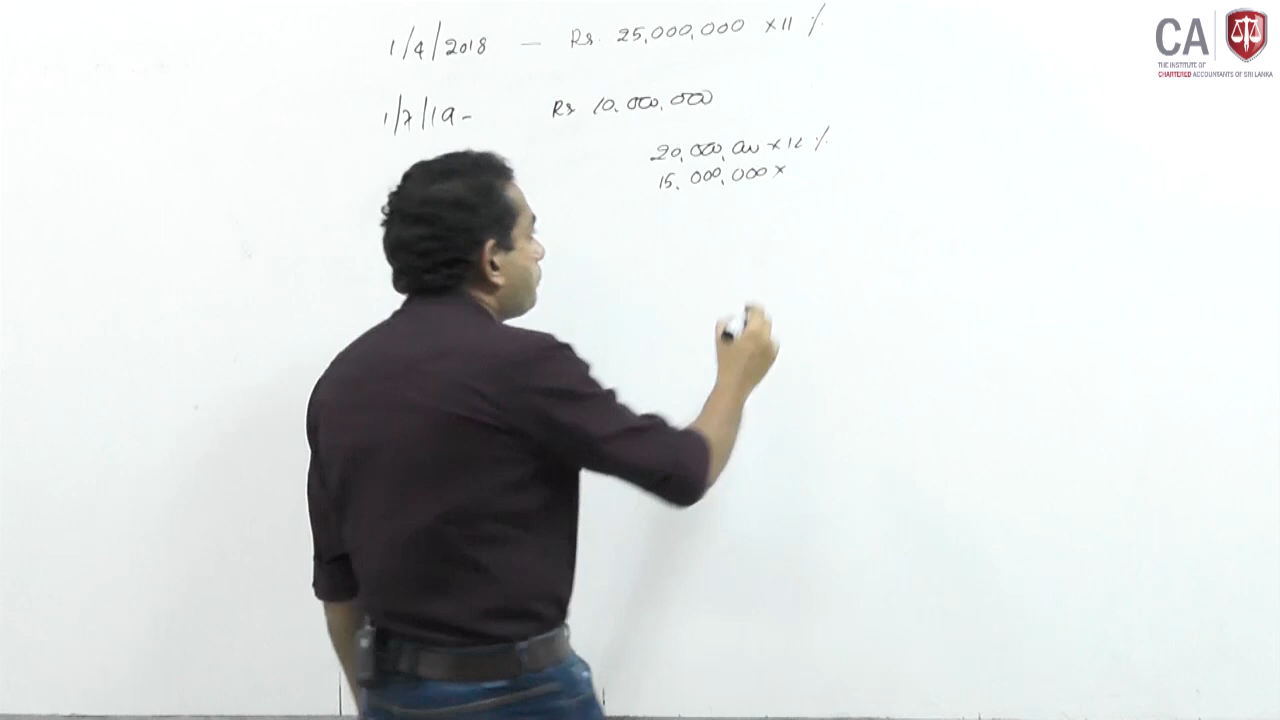 1/4/2018 – Rs. 25,000,000 x 11 %
1/7/19 - Rs 10,000,000
20,000,000 x 12 %
15,000,000 x
CA
THE INSTITUTE OF
CHARTERED ACCOUNTANTS OF SRI LANKA